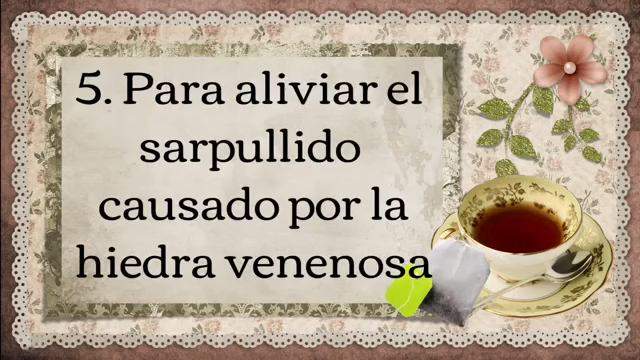 5. Para aliviar el
sarpullido
causado por la
hiedra venenosa